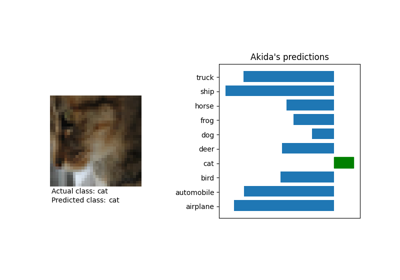 Akida's predictions
truck
ship
horse
frog
dog
deer
cat
bird
automobile
airplane
Actual class: cat
Predicted class: cat